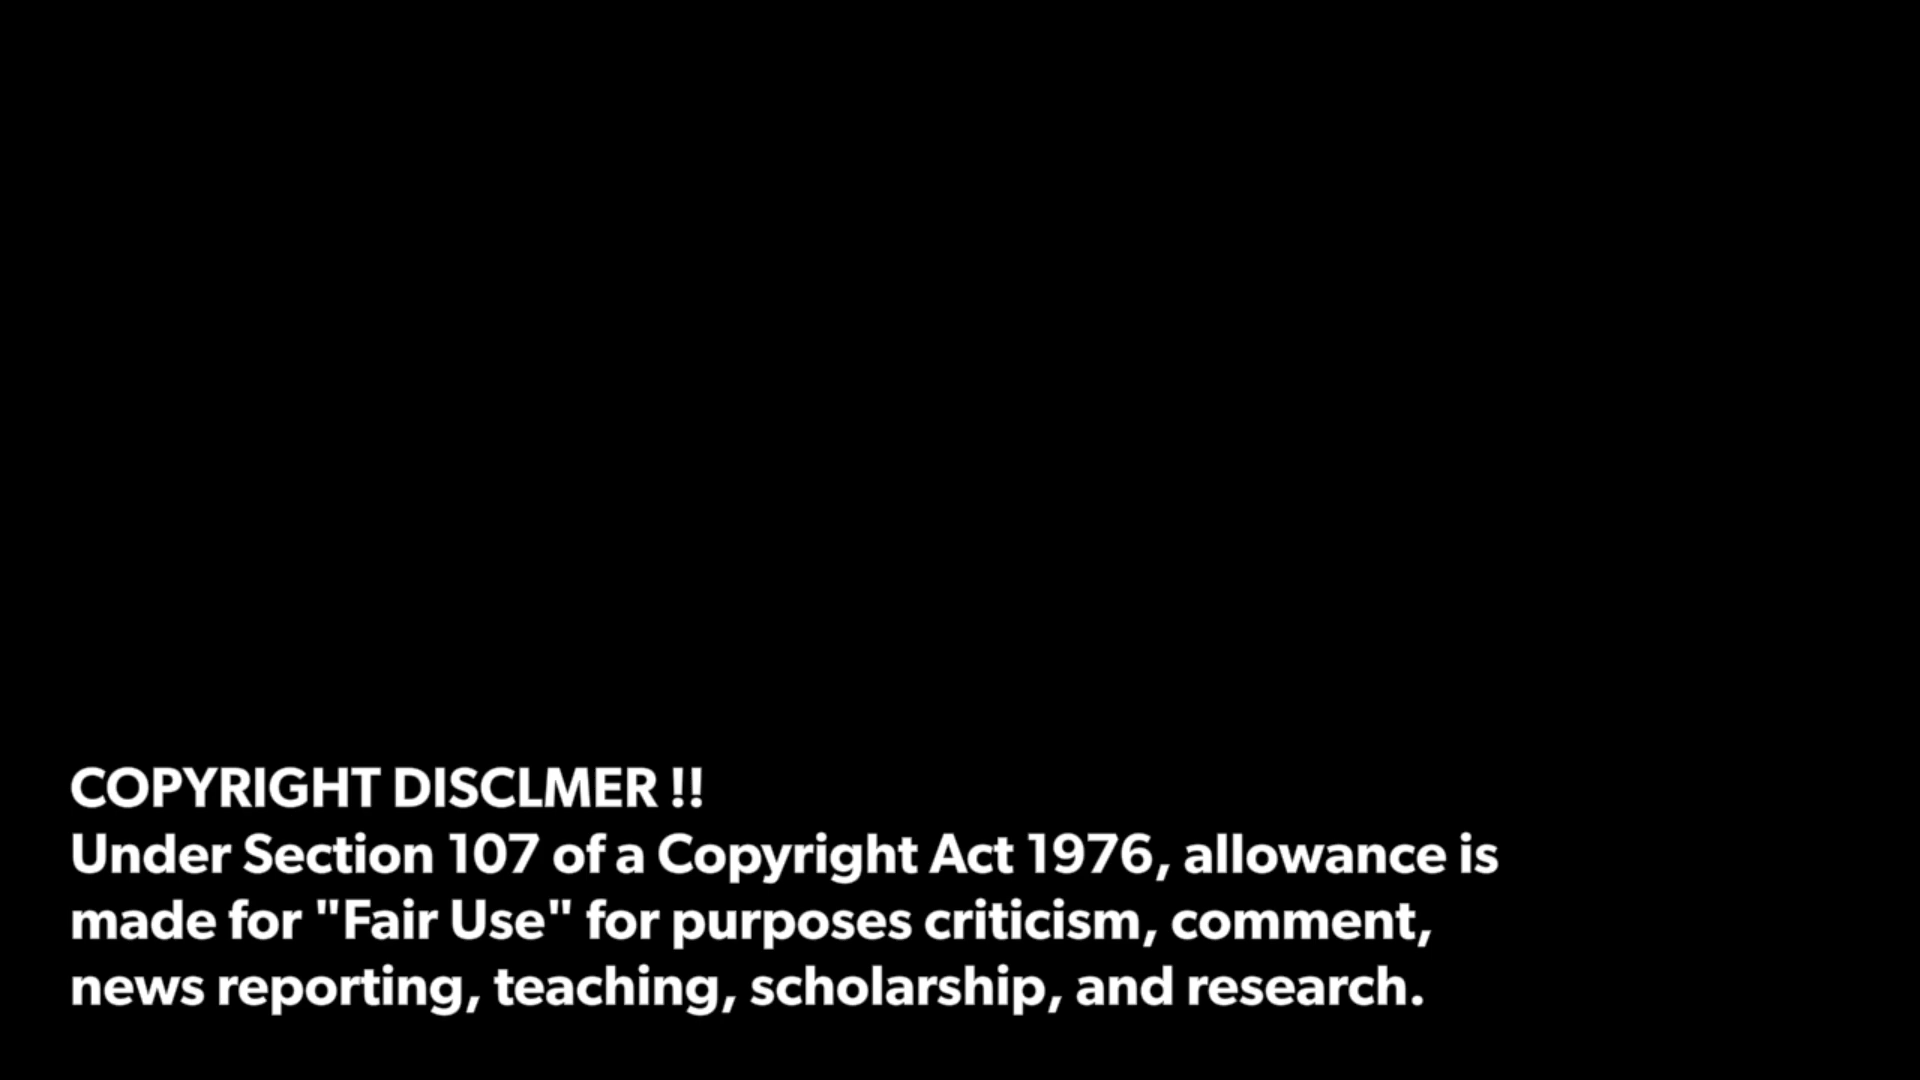 COPYRIGHT DISCLMER !!
Under Section 107 of a Copyright Act 1976, allowance is
made for "Fair Use" for purposes criticism, comment,
news reporting, teaching, scholarship, and research.